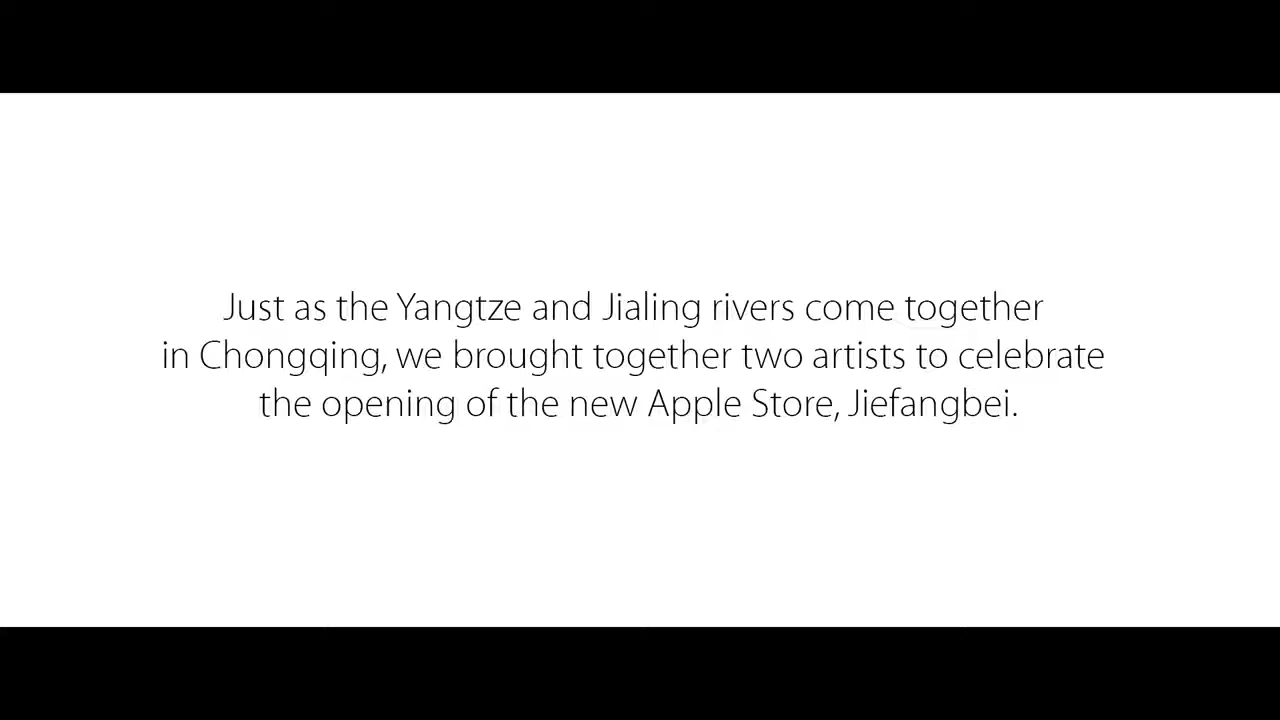 Just as the Yangtze and Jialing rivers come together
in Chongqing, we brought together two artists to celebrate
the opening of the new Apple Store, Jiefangbei.